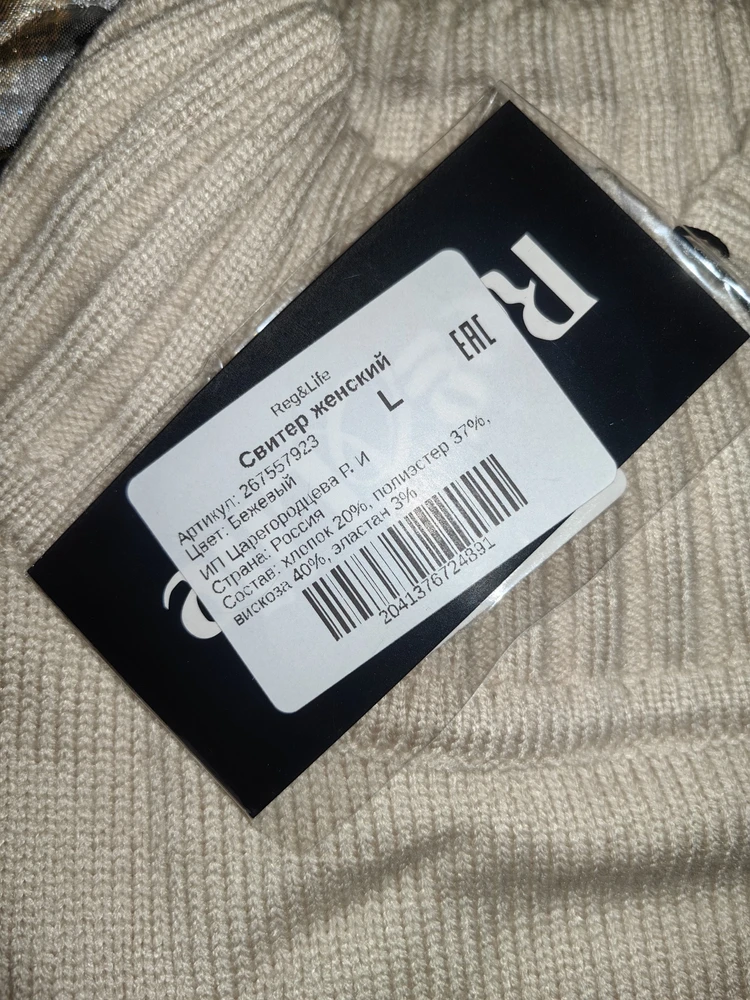 R
Reg&Life
Свитер женский
EAC
L
Артикул: 267557923
Цвет: Бежевый
ИП Царегородцева Р. И
Страна: Россия
Состав: хлопок 20%, полиэстер 37%,
вискоза 40%, эластан 3%
2041376724891